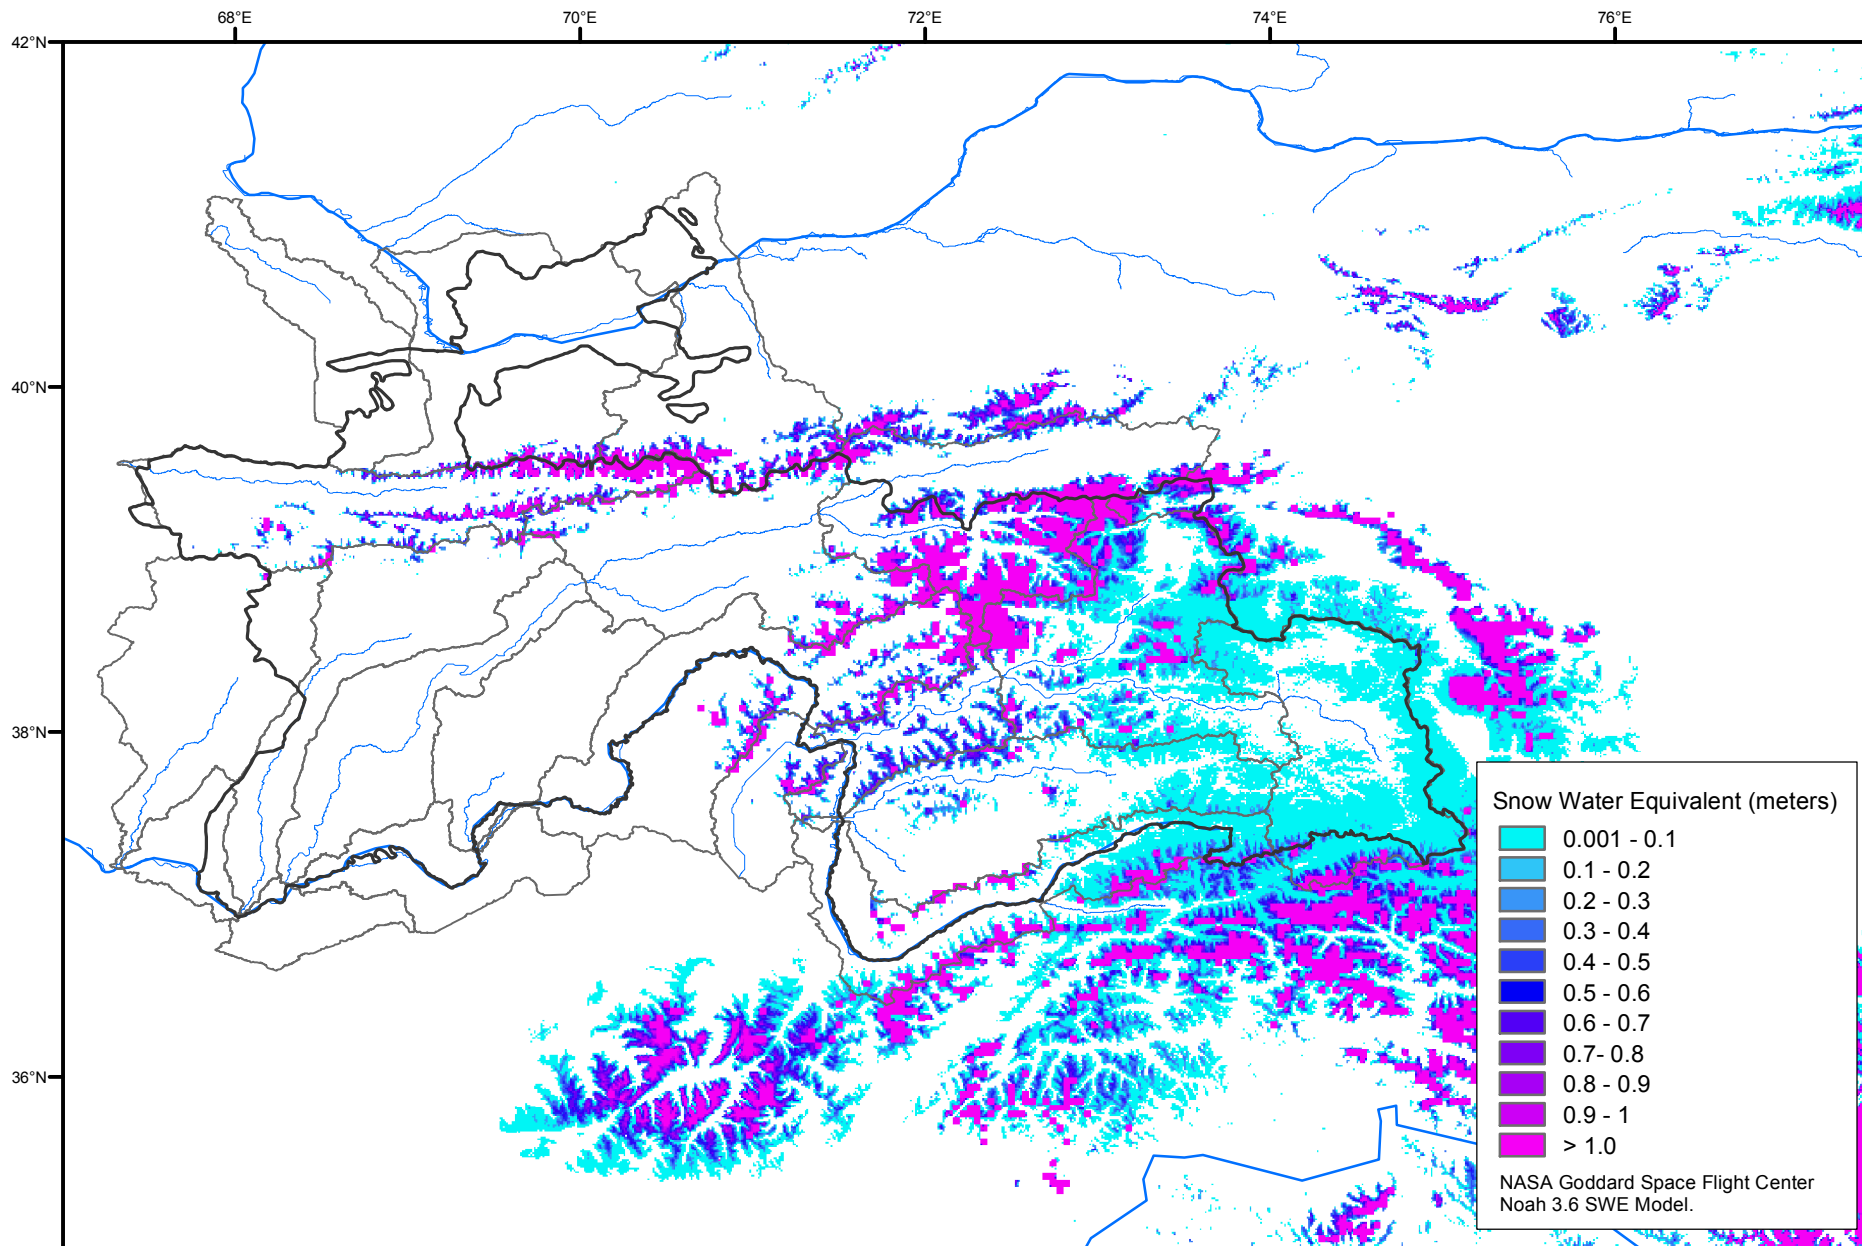 68°E
70°E
72°E
74°E
76°E
42°N
40°N
38°N
36°N
Snow Water Equivalent (meters)
0.001 - 0.1
0.1 - 0.2
0.2 - 0.3
0.3 - 0.4
0.4 - 0.5
0.5 - 0.6
0.6 - 0.7
0.7- 0.8
0.8 - 0.9
0.9 - 1
> 1.0
NASA Goddard Space Flight Center
Noah 3.6 SWE Model.